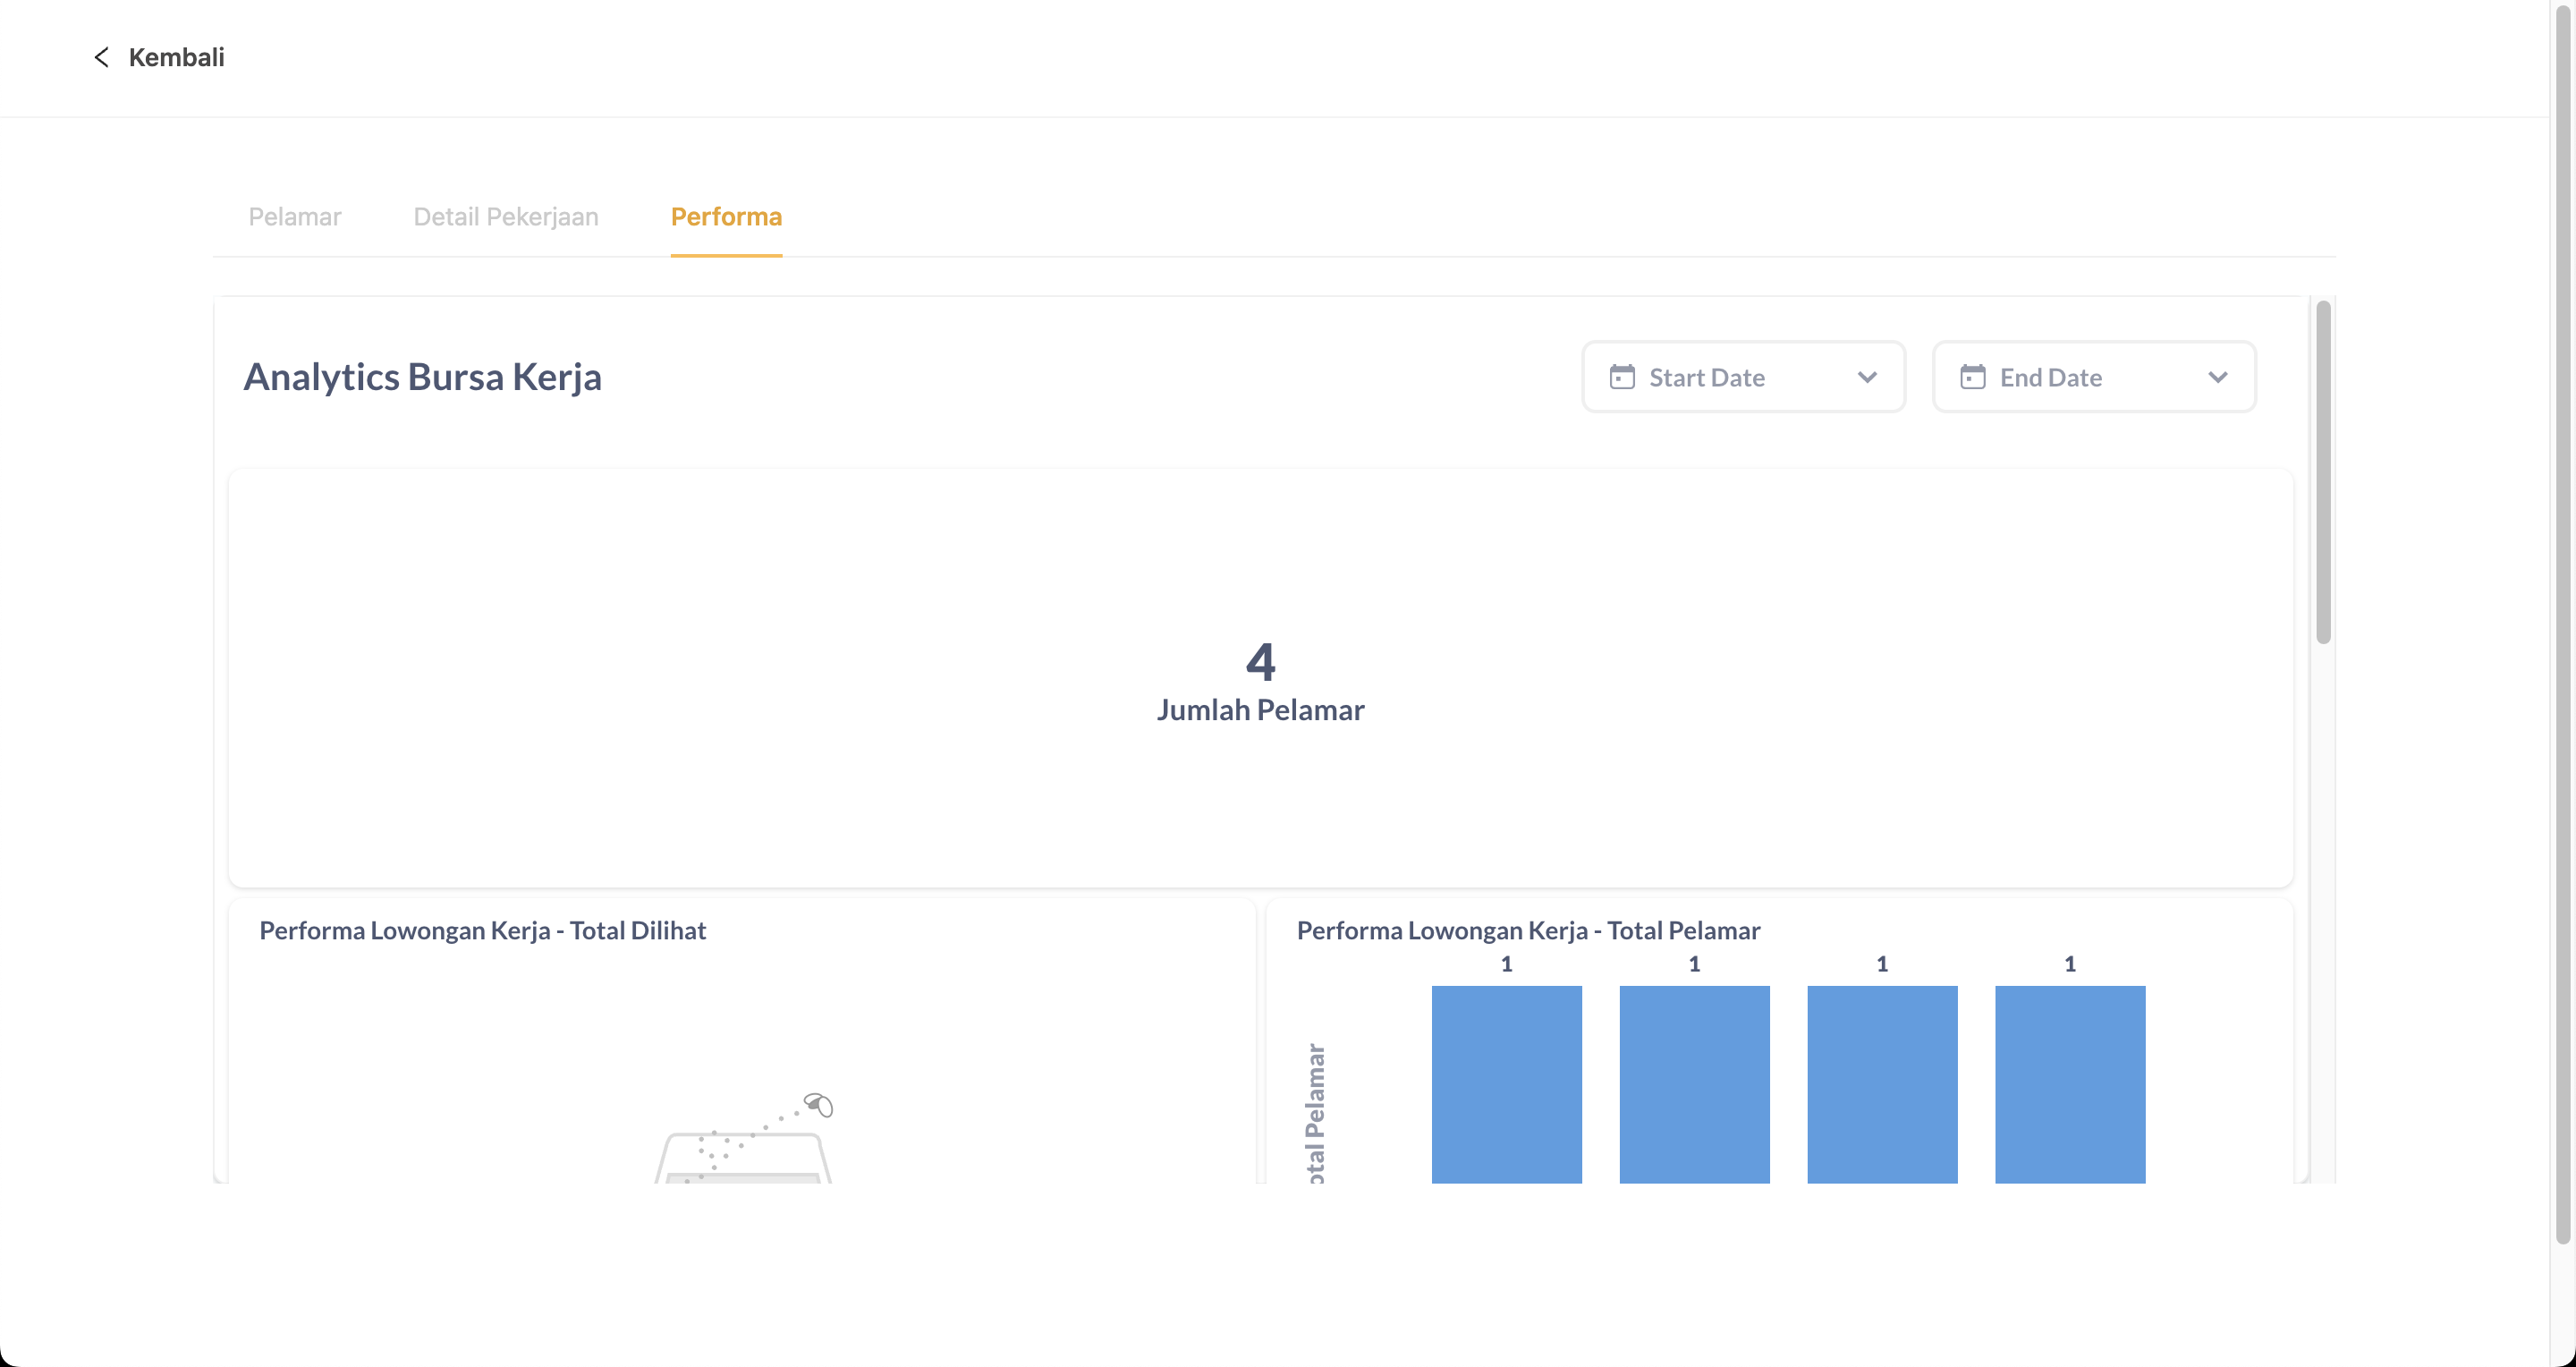 Kembali
Pelamar
Detail Pekerjaan
Performa
Analytics Bursa Kerja
Start Date
End Date
4
Jumlah Pelamar
Performa Lowongan Kerja - Total Dilihat
Performa Lowongan Kerja - Total Pelamar
1 1 1 1
Pelamar